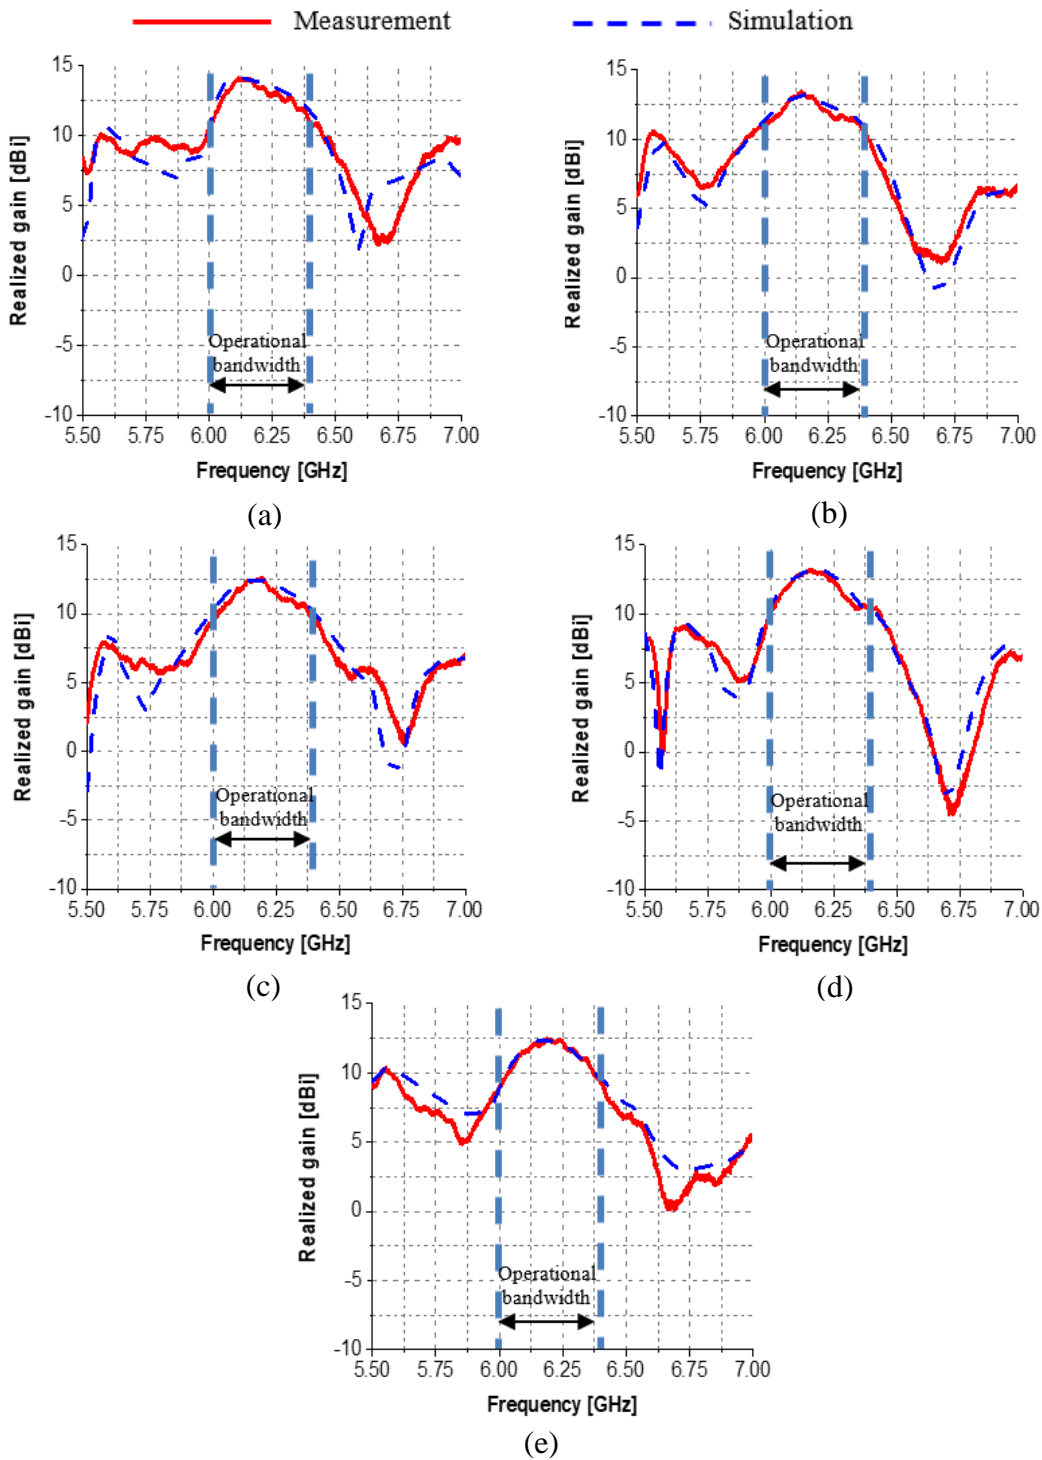 Measurement
Simulation
Realized gain [dBi]
15
10
5
0
-5
-10
Operational
bandwidth
5.50 5.75 6.00 6.25 6.50 6.75 7.00
Frequency [GHz]
(a)
Realized gain [dBi]
15
10
5
0
-5
-10
Operational
bandwidth
5.50 5.75 6.00 6.25 6.50 6.75 7.00
Frequency [GHz]
(b)
Realized gain [dBi]
15
10
5
0
-5
-10
Operational
bandwidth
5.50 5.75 6.00 6.25 6.50 6.75 7.00
Frequency [GHz]
(c)
Realized gain [dBi]
15
10
5
0
-5
-10
Operational
bandwidth
5.50 5.75 6.00 6.25 6.50 6.75 7.00
Frequency [GHz]
(d)
Realized gain [dBi]
15
10
5
0
-5
-10
Operational
bandwidth
5.50 5.75 6.00 6.25 6.50 6.75 7.00
Frequency [GHz]
(e)